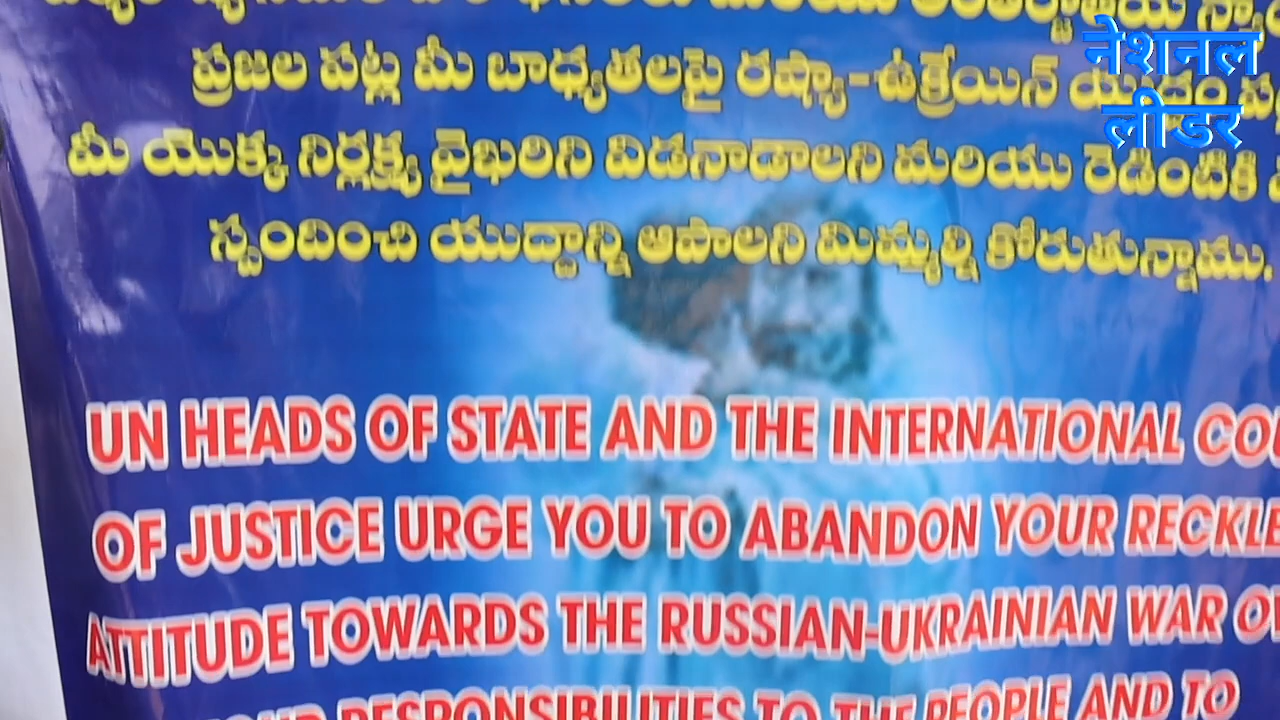 మరియు అంతర్జాతీయ
नेशनल
लीडर
ప్రజల పట్ల మీ బాధ్యతలపై రష్యా-ఉక్రేయిన్ యుద్ధం
మీ యొక్క నిర్లక్ష్య వైఖరిని విడనాడాలని మరియు రెడింటికి
స్పందించి యుద్ధాన్ని ఆపాలని మిమ్మల్ని కోరుతున్నాము.
UN HEADS OF STATE AND THE INTERNATIONAL
OF JUSTICE URGE YOU TO ABANDON YOUR
ATTITUDE TOWARDS THE RUSSIAN-UKRAINIAN WAR
RESPONSIBILITIES TO THE PEOPLE AND TO